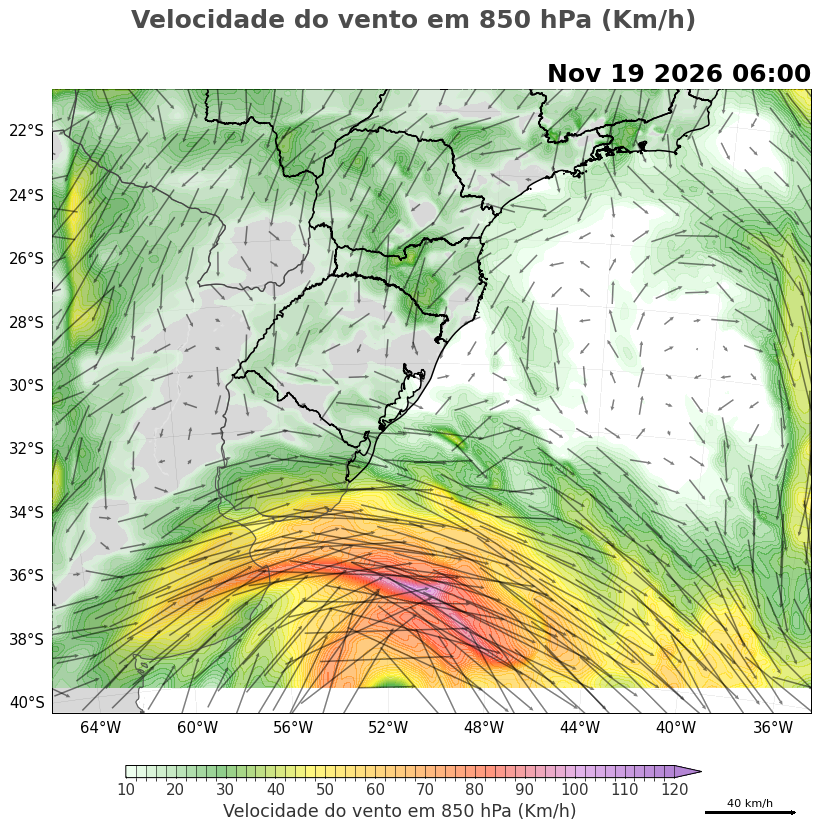 Velocidade do vento em 850 hPa (Km/h)
Nov 19 2026 06:00
22°S
24°S
26°S
28°S
30°S
32°S
34°S
36°S
38°S
40°S
64°W 60°W 56°W 52°W 48°W 44°W 40°W 36°W
10 20 30 40 50 60 70 80 90 100 110 120
Velocidade do vento em 850 hPa (Km/h)
40 km/h